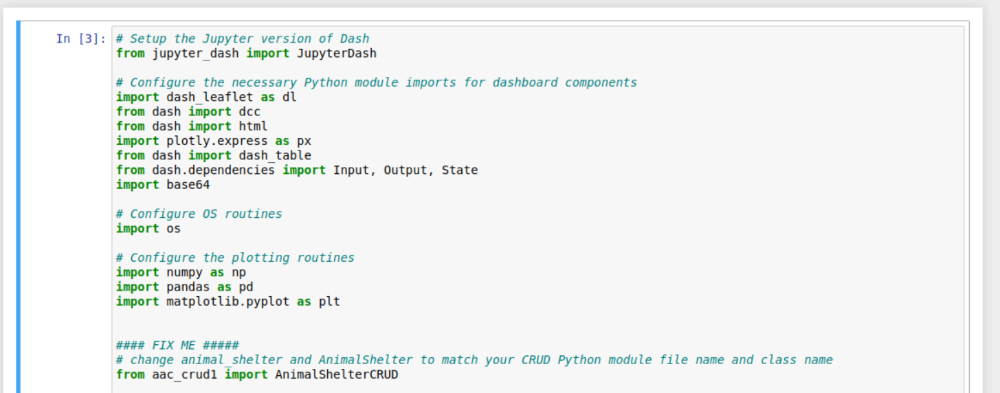 In [3]: # Setup the Jupyter version of Dash
from jupyter_dash import JupyterDash
# Configure the necessary Python module imports for dashboard components
import dash_leaflet as dl
from dash import dcc
from dash import html
import plotly.express as px
from dash import dash_table
from dash.dependencies import Input, Output, State
import base64
# Configure OS routines
import os
# Configure the plotting routines
import numpy as np
import pandas as pd
import matplotlib.pyplot as plt
#### FIX ME #####
# change animal_shelter and AnimalShelter to match your CRUD Python module file name and class name
from aac_crud1 import AnimalShelterCRUD